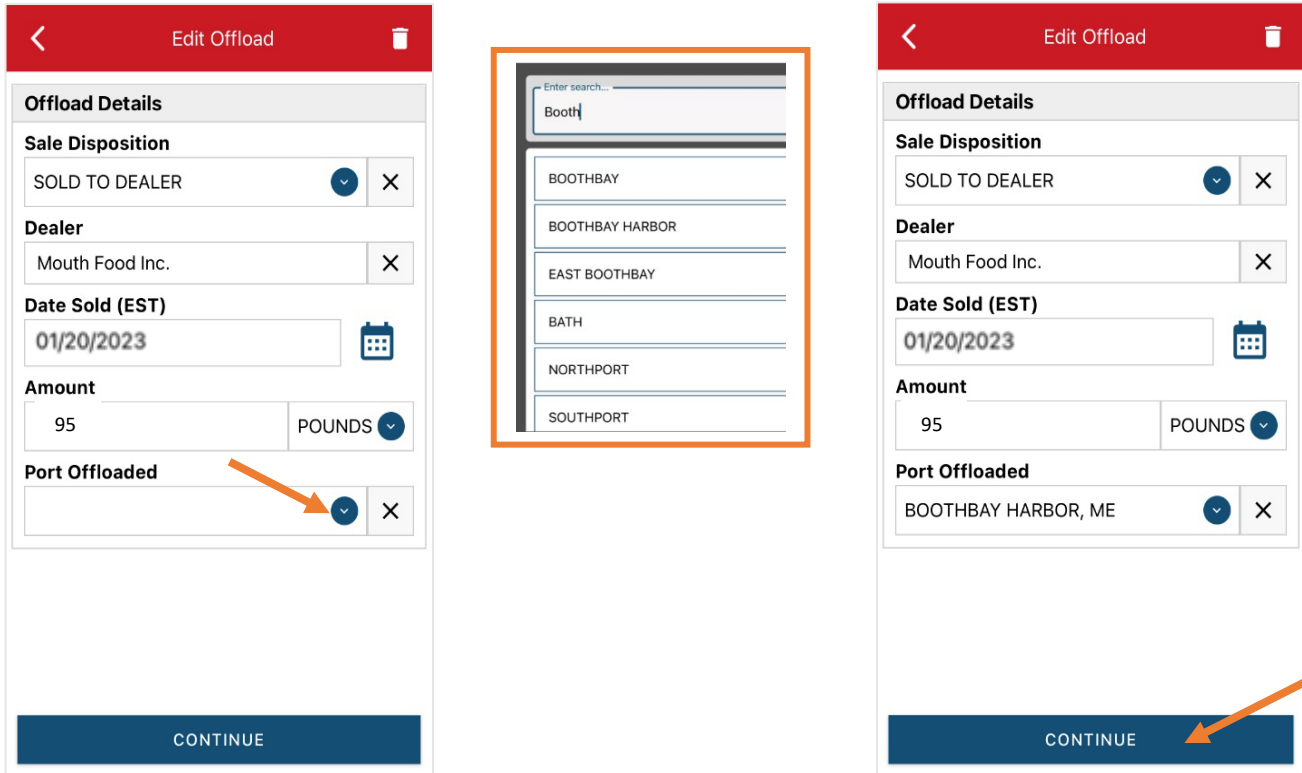 Edit Offload
Offload Details
Sale Disposition
SOLD TO DEALER
Dealer
Mouth Food Inc.
Date Sold (EST)
01/20/2023
Amount
95 POUNDS
Port Offloaded
CONTINUE
Enter search...
Booth
BOOTHBAY
BOOTHBAY HARBOR
EAST BOOTHBAY
BATH
NORTHPORT
SOUTHPORT
Edit Offload
Offload Details
Sale Disposition
SOLD TO DEALER
Dealer
Mouth Food Inc.
Date Sold (EST)
01/20/2023
Amount
95 POUNDS
Port Offloaded
BOOTHBAY HARBOR, ME
CONTINUE